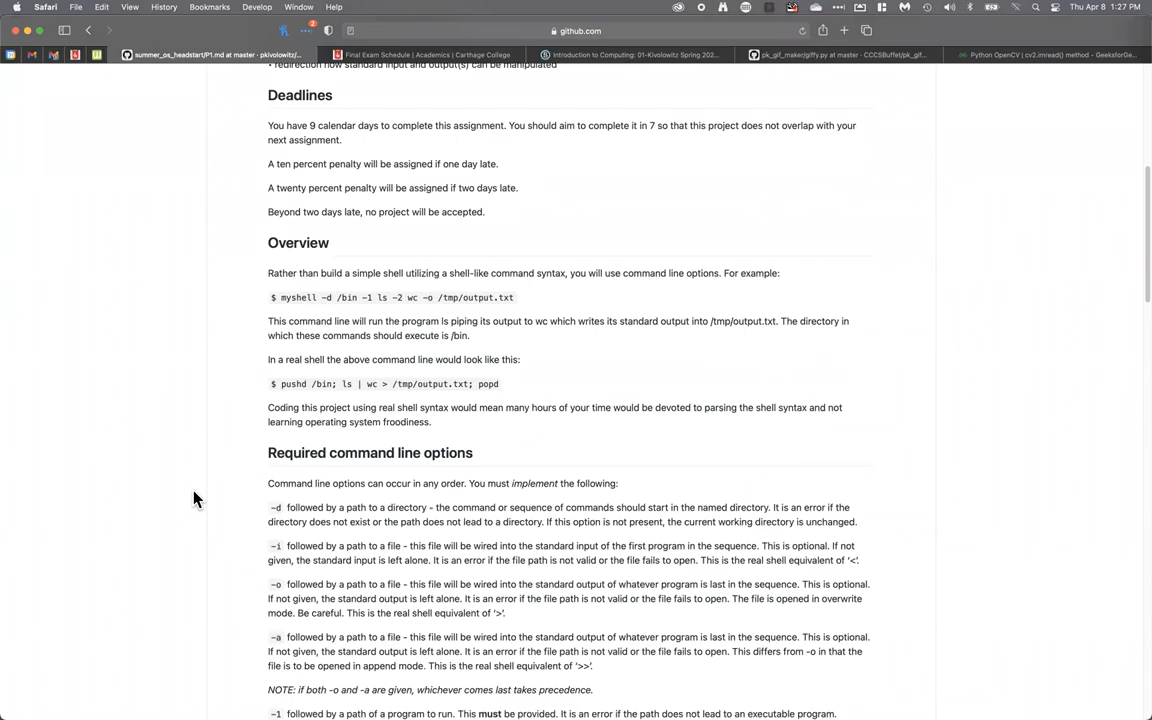 Safari File Edit View History Bookmarks Develop Window Help Thu Apr 8 1:27 PM
2
github.com
summer_os_headstart/P1.md at master · pkivolowitz/... Final Exam Schedule | Academics | Carthage College Introduction to Computing: 01-Kivolowitz Spring 202... pk_gif_maker/giffy.py at master · CCCSBuffet/pk_gif... Python OpenCV | cv2.imread() method - GeeksforGe...
• redirection how standard input and output(s) can be manipulated
Deadlines
You have 9 calendar days to complete this assignment. You should aim to complete it in 7 so that this project does not overlap with your
next assignment.
A ten percent penalty will be assigned if one day late.
A twenty percent penalty will be assigned if two days late.
Beyond two days late, no project will be accepted.
Overview
Rather than build a simple shell utilizing a shell-like command syntax, you will use command line options. For example:
$ myshell -d /bin -1 ls -2 wc -o /tmp/output.txt
This command line will run the program ls piping its output to wc which writes its standard output into /tmp/output.txt. The directory in
which these commands should execute is /bin.
In a real shell the above command line would look like this:
$ pushd /bin; ls | wc > /tmp/output.txt; popd
Coding this project using real shell syntax would mean many hours of your time would be devoted to parsing the shell syntax and not
learning operating system froodiness.
Required command line options
Command line options can occur in any order. You must implement the following:
-d followed by a path to a directory - the command or sequence of commands should start in the named directory. It is an error if the
directory does not exist or the path does not lead to a directory. If this option is not present, the current working directory is unchanged.
-i followed by a path to a file - this file will be wired into the standard input of the first program in the sequence. This is optional. If not
given, the standard input is left alone. It is an error if the file path is not valid or the file fails to open. This is the real shell equivalent of '<'.
-o followed by a path to a file - this file will be wired into the standard output of whatever program is last in the sequence. This is optional.
If not given, the standard output is left alone. It is an error if the file path is not valid or the file fails to open. The file is opened in overwrite
mode. Be careful. This is the real shell equivalent of '>'.
-a followed by a path to a file - this file will be wired into the standard output of whatever program is last in the sequence. This is optional.
If not given, the standard output is left alone. It is an error if the file path is not valid or the file fails to open. This differs from -o in that the
file is to be opened in append mode. This is the real shell equivalent of '>>'.
NOTE: if both -o and -a are given, whichever comes last takes precedence.
-1 followed by a path of a program to run. This must be provided. It is an error if the path does not lead to an executable program.